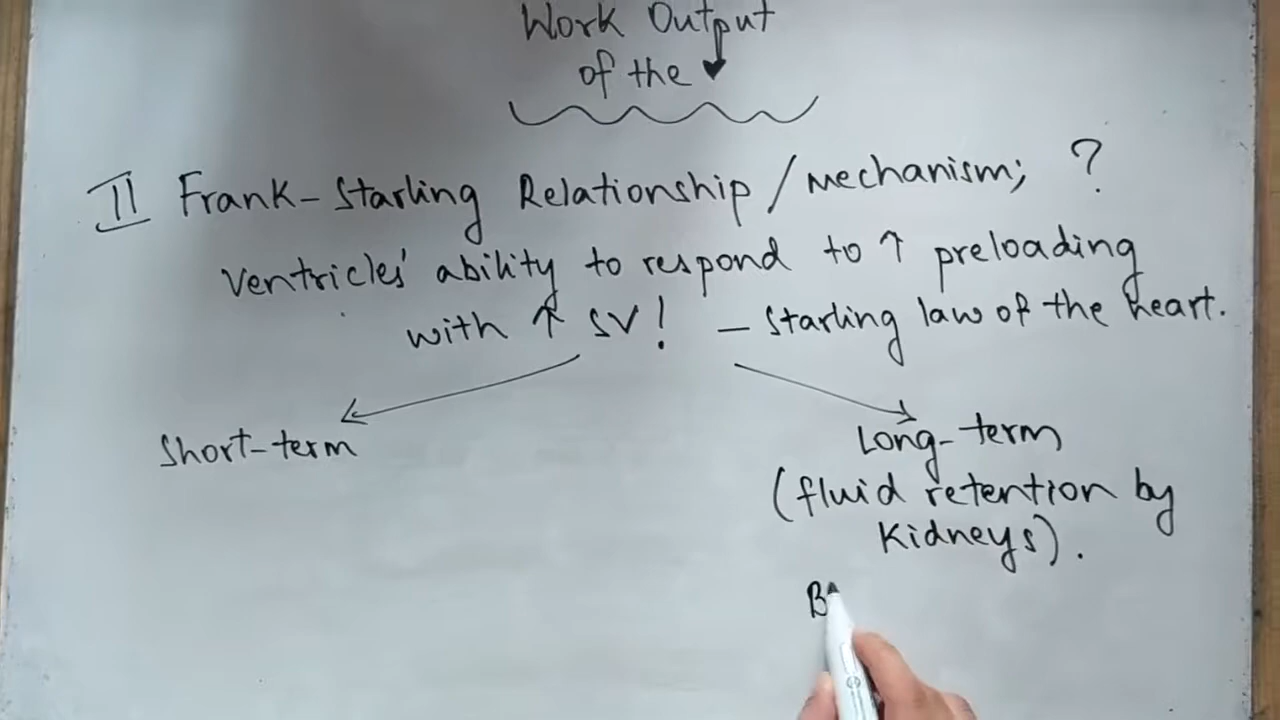 Work Output
of the
II Frank-Starling Relationship/Mechanism; ?
Ventricles' ability to respond to ↑ preloading
with ↑ SV! – Starling law of the heart.
Short-term
Long-term
(fluid retention by
Kidneys).
B